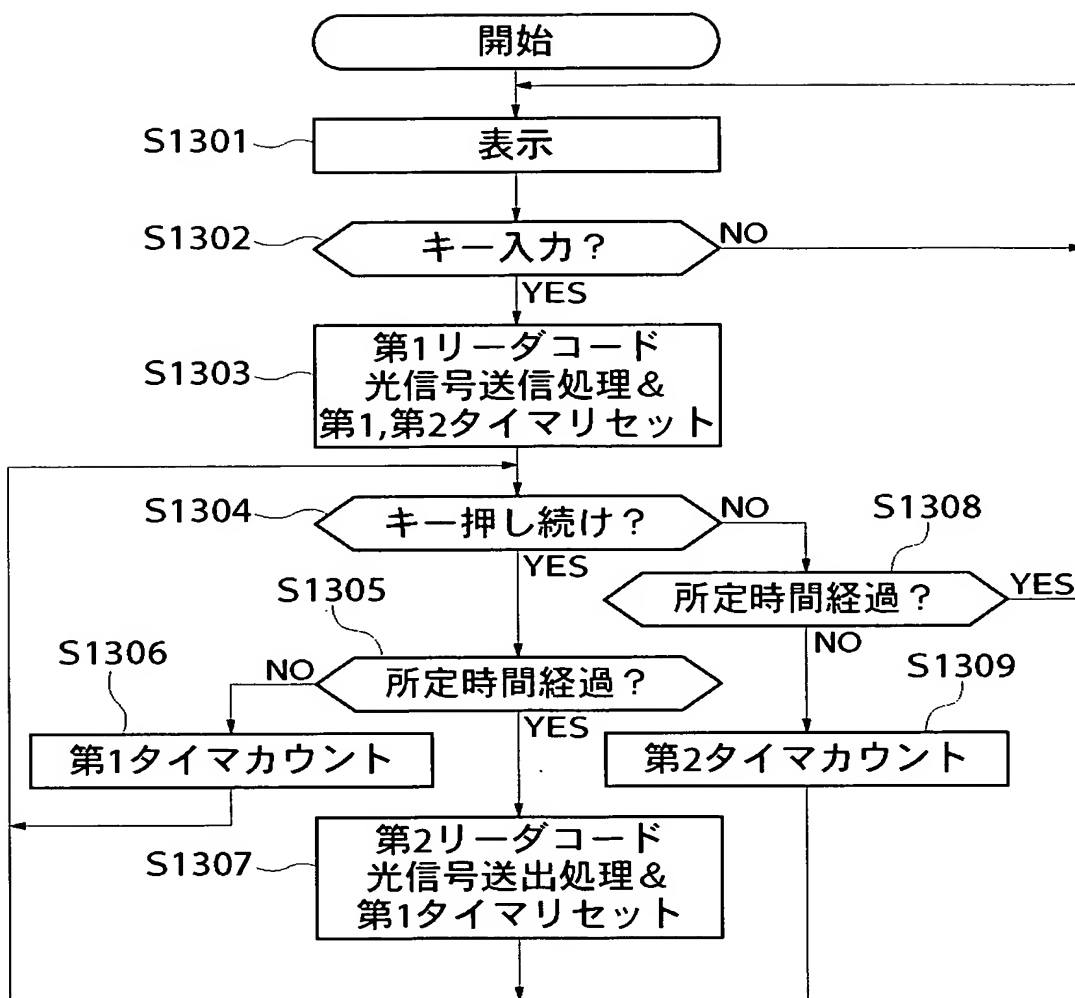 開始
S1301
表示
S1302
キー入力?
NO
YES
S1303
第1リーダコード
光信号送信処理&
第1,第2タイマリセット
S1304
キー押し続け?
NO
YES
S1308
所定時間経過?
YES
NO
S1305
所定時間経過?
NO
YES
S1306
第1タイマカウント
S1309
第2タイマカウント
S1307
第2リーダコード
光信号送出処理&
第1タイマリセット